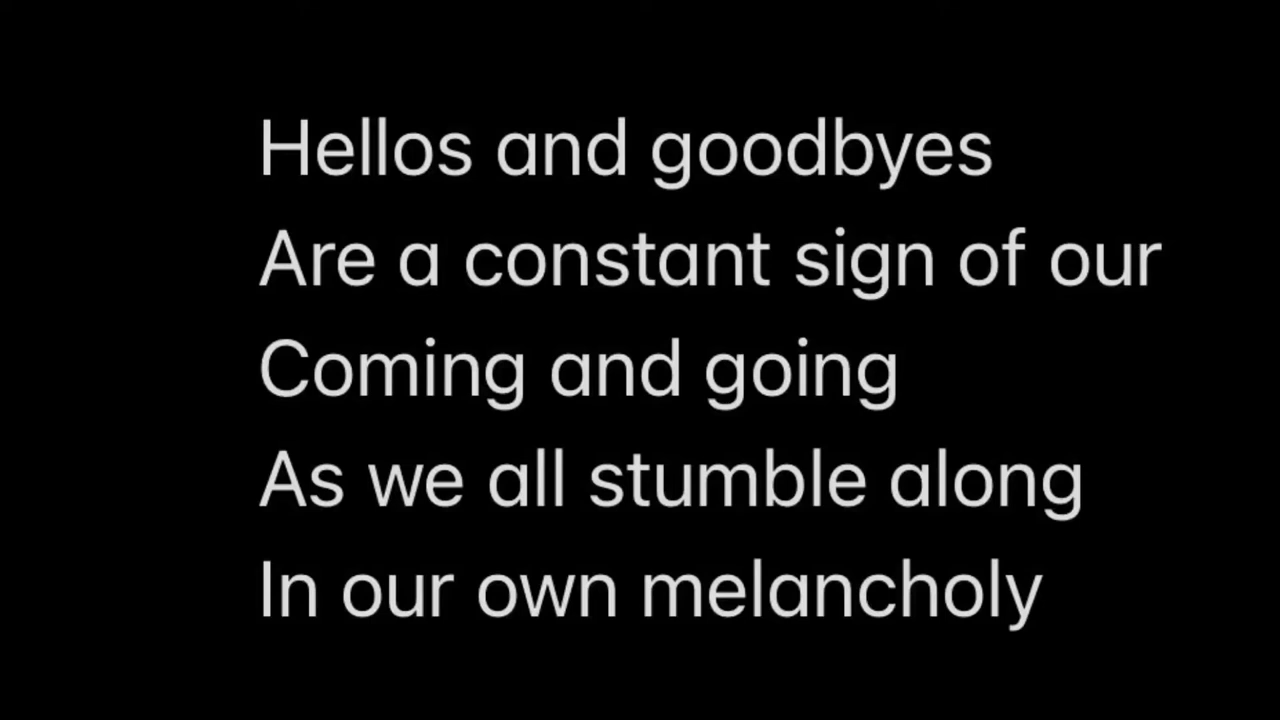 Hellos and goodbyes
Are a constant sign of our
Coming and going
As we all stumble along
In our own melancholy